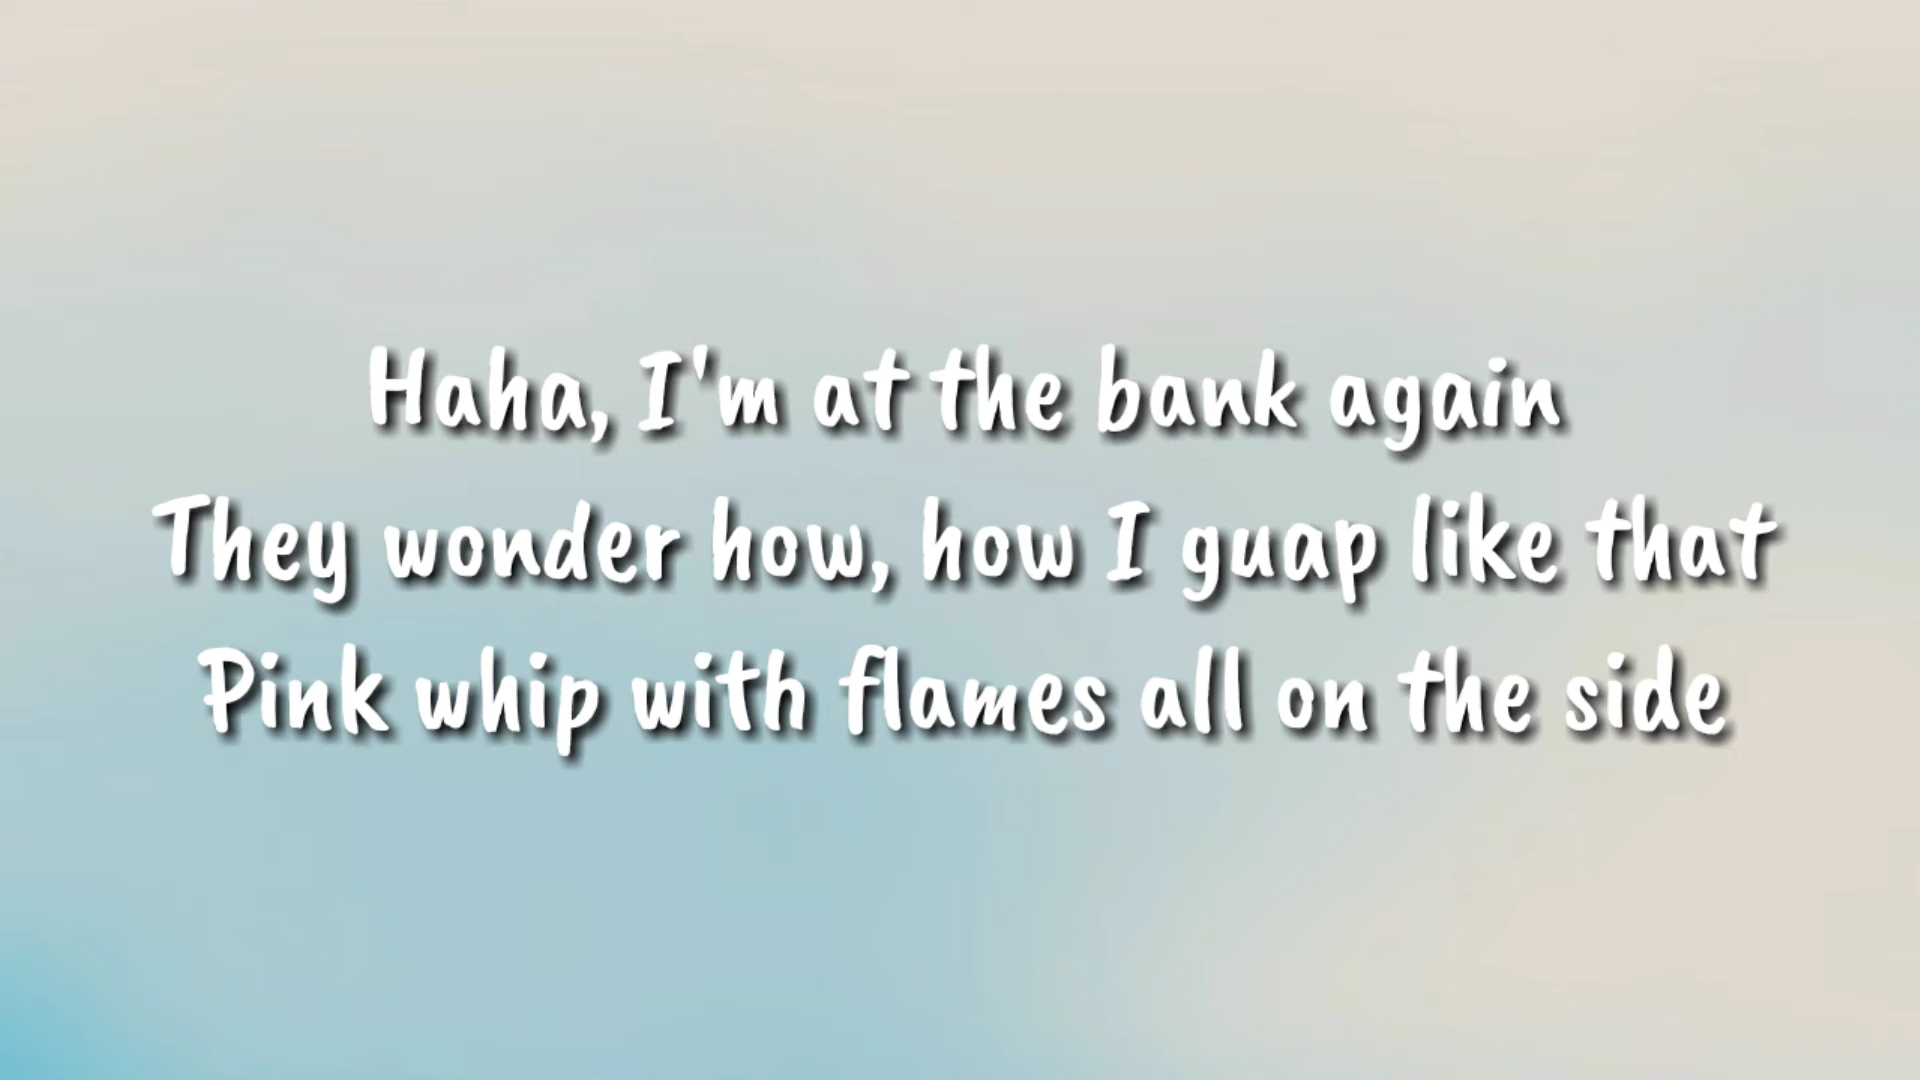 Haha, I'm at the bank again
They wonder how, how I guap like that
Pink whip with flames all on the side